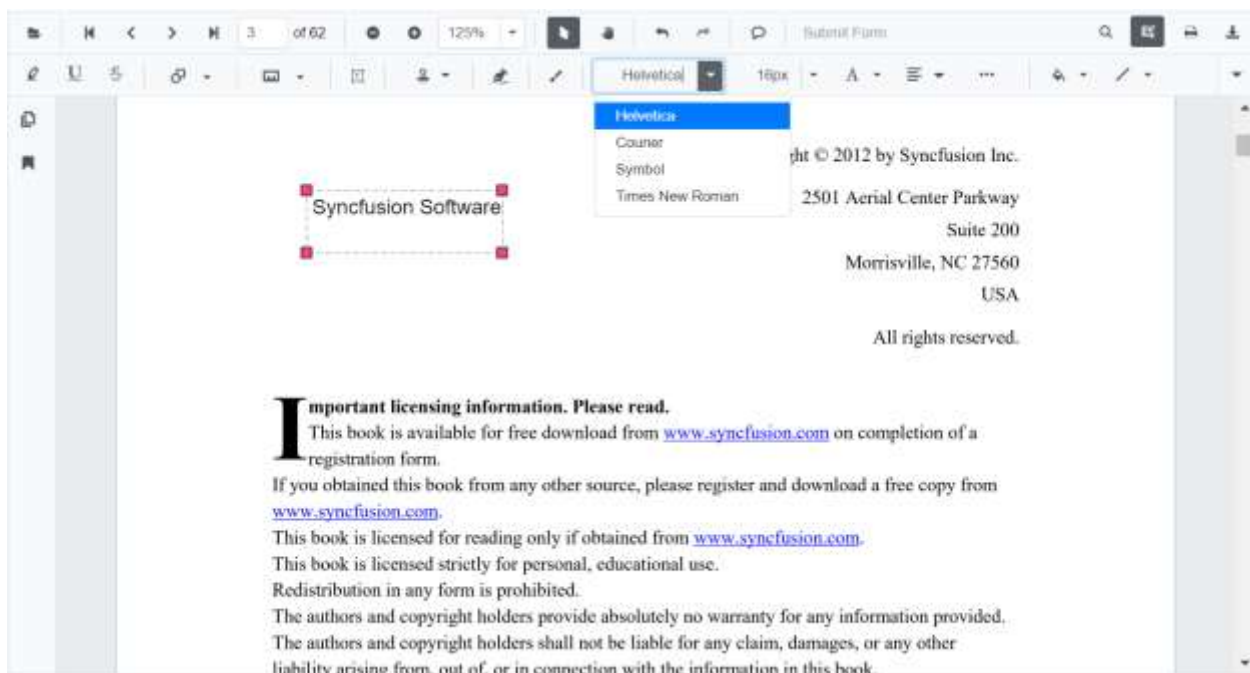 3 of 62 125% Submit Form
U S Helvetica 16px A
Helvetica
Courier
Symbol
Times New Roman
Syncfusion Software
ght © 2012 by Syncfusion Inc.
2501 Aerial Center Parkway
Suite 200
Morrisville, NC 27560
USA
All rights reserved.
Important licensing information. Please read.
This book is available for free download from www.syncfusion.com on completion of a
registration form.
If you obtained this book from any other source, please register and download a free copy from
www.syncfusion.com.
This book is licensed for reading only if obtained from www.syncfusion.com.
This book is licensed strictly for personal, educational use.
Redistribution in any form is prohibited.
The authors and copyright holders provide absolutely no warranty for any information provided.
The authors and copyright holders shall not be liable for any claim, damages, or any other
liability arising from, out of, or in connection with the information in this book.